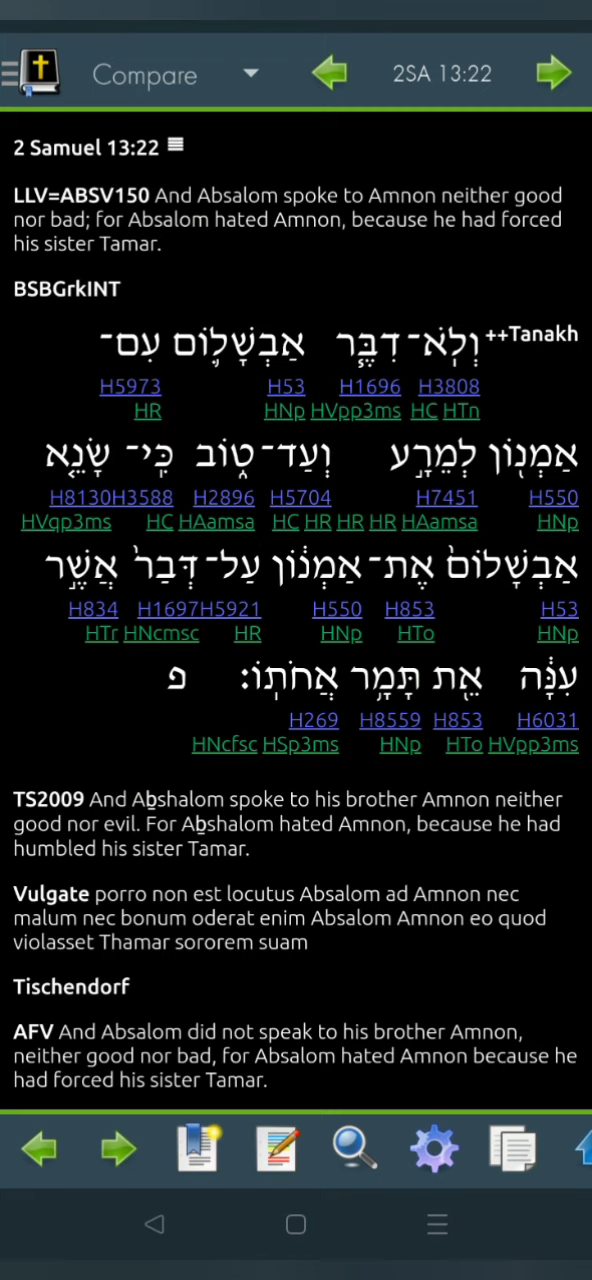 Compare
2SA 13:22
2 Samuel 13:22
LLV=ABSV150 And Absalom spoke to Amnon neither good
nor bad; for Absalom hated Amnon, because he had forced
his sister Tamar.
BSBGrkINT
++Tanakh וְלֹֽא־ דִבֶּ֧ר אַבְשָׁל֛וֹם עִם־
H5973 H53 H1696 H3808
HR HNp HVpp3ms HC HTn
אַמְנ֖וֹן לְמֵרָ֣ע וְעַד־ ט֑וֹב כִּֽי־ שָׂנֵ֤א
H8130 H3588 H2896 H5704 H7451 H550
HVqp3ms HC HAamsa HC HR HR HR HAamsa HNp
אַבְשָׁלוֹם֙ אֶת־ אַמְנ֔וֹן עַל־ דְּבַר֙ אֲשֶׁ֣ר
H834 H1697 H5921 H550 H853 H53
HTr HNcmsc HR HNp HTo HNp
עִנָּ֔ה אֵ֖ת תָּמָ֥ר אֲחֹתֽוֹ׃ פ
H269 H8559 H853 H6031
HNcfsc HSp3ms HNp HTo HVpp3ms
TS2009 And Aḇshalom spoke to his brother Amnon neither
good nor evil. For Aḇshalom hated Amnon, because he had
humbled his sister Tamar.
Vulgate porro non est locutus Absalom ad Amnon nec
malum nec bonum oderat enim Absalom Amnon eo quod
violasset Thamar sororem suam
Tischendorf
AFV And Absalom did not speak to his brother Amnon,
neither good nor bad, for Absalom hated Amnon because he
had forced his sister Tamar.